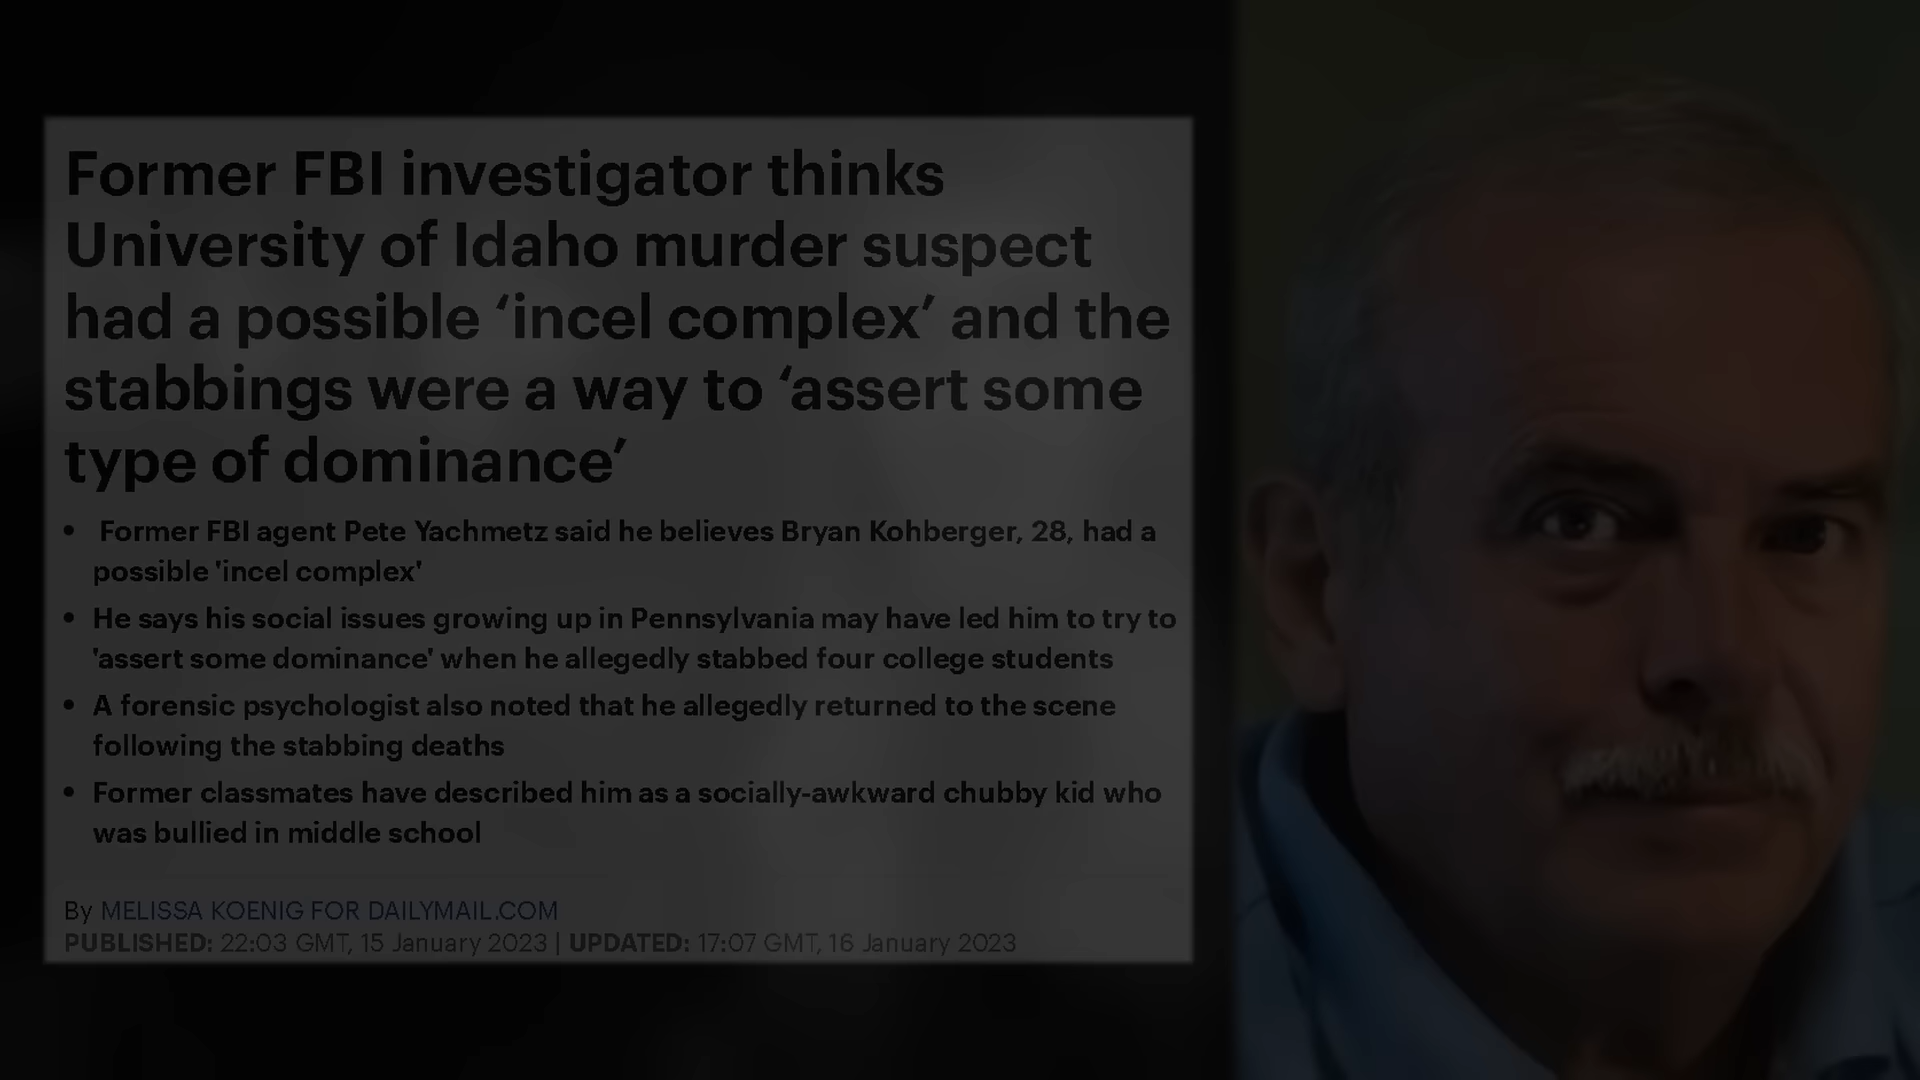 Former FBI investigator thinks
University of Idaho murder suspect
had a possible ‘incel complex’ and the
stabbings were a way to ‘assert some
type of dominance’
• Former FBI agent Pete Yachmetz said he believes Bryan Kohberger, 28, had a
possible 'incel complex'
• He says his social issues growing up in Pennsylvania may have led him to try to
'assert some dominance' when he allegedly stabbed four college students
• A forensic psychologist also noted that he allegedly returned to the scene
following the stabbing deaths
• Former classmates have described him as a socially-awkward chubby kid who
was bullied in middle school
By MELISSA KOENIG FOR DAILYMAIL.COM
PUBLISHED: 22:03 GMT, 15 January 2023 | UPDATED: 17:07 GMT, 16 January 2023